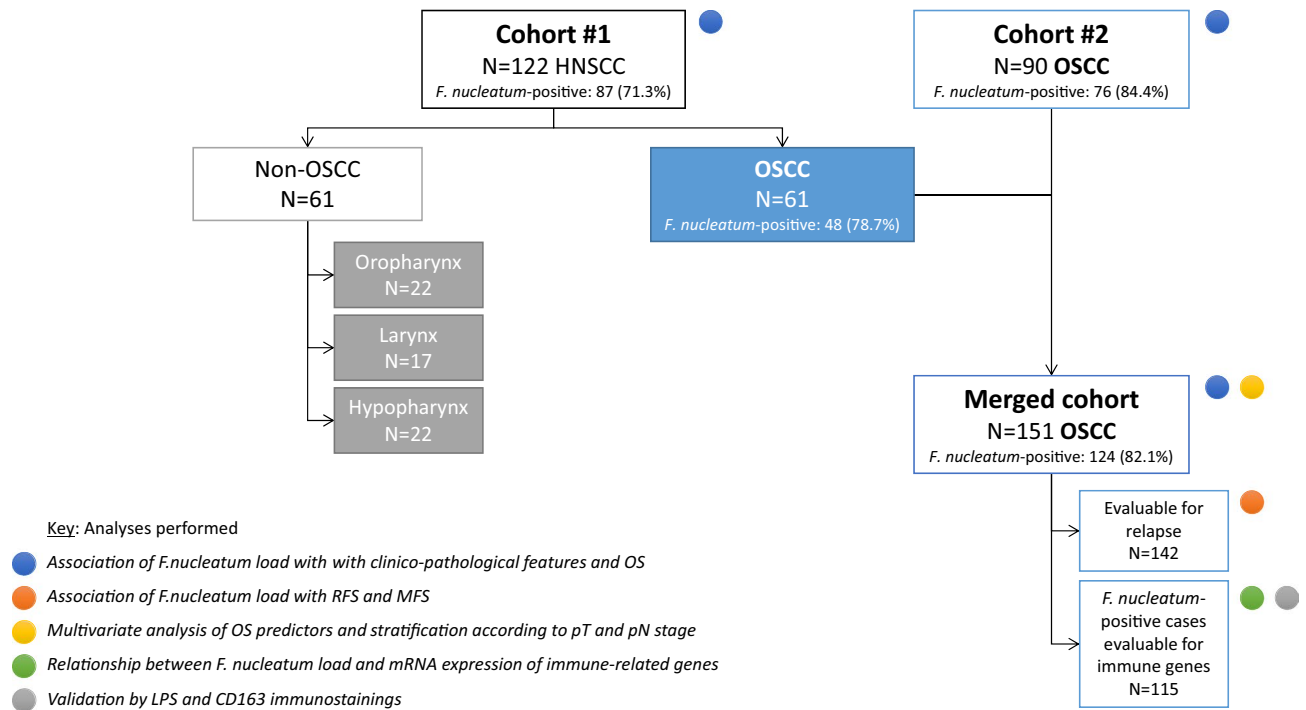 Cohort #1
N=122 HNSCC
F. nucleatum-positive: 87 (71.3%)
Cohort #2
N=90 OSCC
F. nucleatum-positive: 76 (84.4%)
Non-OSCC
N=61
OSCC
N=61
F. nucleatum-positive: 48 (78.7%)
Oropharynx
N=22
Larynx
N=17
Hypopharynx
N=22
Merged cohort
N=151 OSCC
F. nucleatum-positive: 124 (82.1%)
Evaluable for
relapse
N=142
F. nucleatum-
positive cases
evaluable for
immune genes
N=115
Key: Analyses performed
Association of F.nucleatum load with with clinico-pathological features and OS
Association of F.nucleatum load with RFS and MFS
Multivariate analysis of OS predictors and stratification according to pT and pN stage
Relationship between F. nucleatum load and mRNA expression of immune-related genes
Validation by LPS and CD163 immunostainings